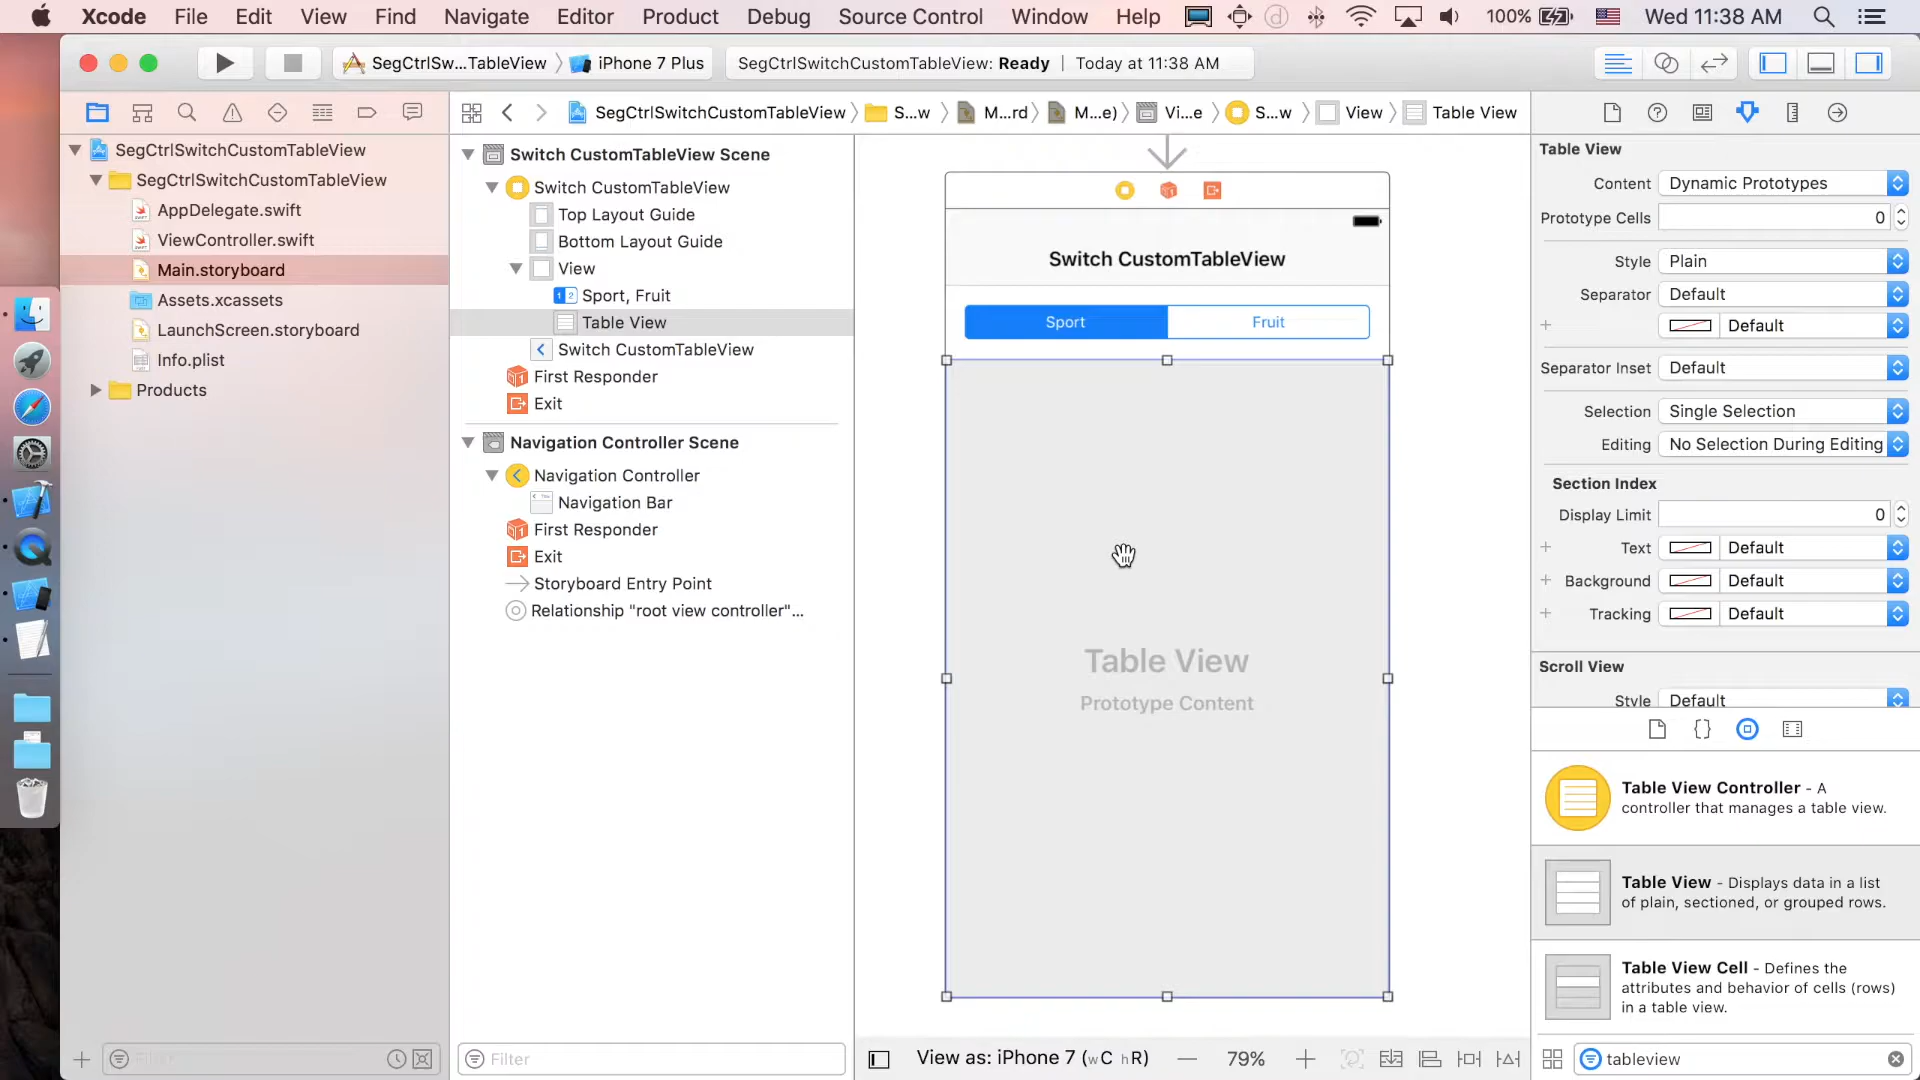 Xcode File Edit View Find Navigate Editor Product Debug Source Control Window Help 100% Wed 11:38 AM
SegCtrlSw...TableView iPhone 7 Plus SegCtrlSwitchCustomTableView: Ready | Today at 11:38 AM
SegCtrlSwitchCustomTableView S...w M...rd M...e) Vi...e S...w View Table View
SegCtrlSwitchCustomTableView
SegCtrlSwitchCustomTableView
AppDelegate.swift
ViewController.swift
Main.storyboard
Assets.xcassets
LaunchScreen.storyboard
Info.plist
Products
Filter
Switch CustomTableView Scene
Switch CustomTableView
Top Layout Guide
Bottom Layout Guide
View
Sport, Fruit
Table View
Switch CustomTableView
First Responder
Exit
Navigation Controller Scene
Navigation Controller
Navigation Bar
First Responder
Exit
Storyboard Entry Point
Relationship "root view controller"...
Filter
Switch CustomTableView
Sport Fruit
Table View
Prototype Content
View as: iPhone 7 (wC hR) 79%
Table View
Content Dynamic Prototypes
Prototype Cells 0
Style Plain
Separator Default
Default
Separator Inset Default
Selection Single Selection
Editing No Selection During Editing
Section Index
Display Limit 0
Text Default
Background Default
Tracking Default
Scroll View
Style Default
Table View Controller - A
controller that manages a table view.
Table View - Displays data in a list
of plain, sectioned, or grouped rows.
Table View Cell - Defines the
attributes and behavior of cells (rows)
in a table view.
tableview